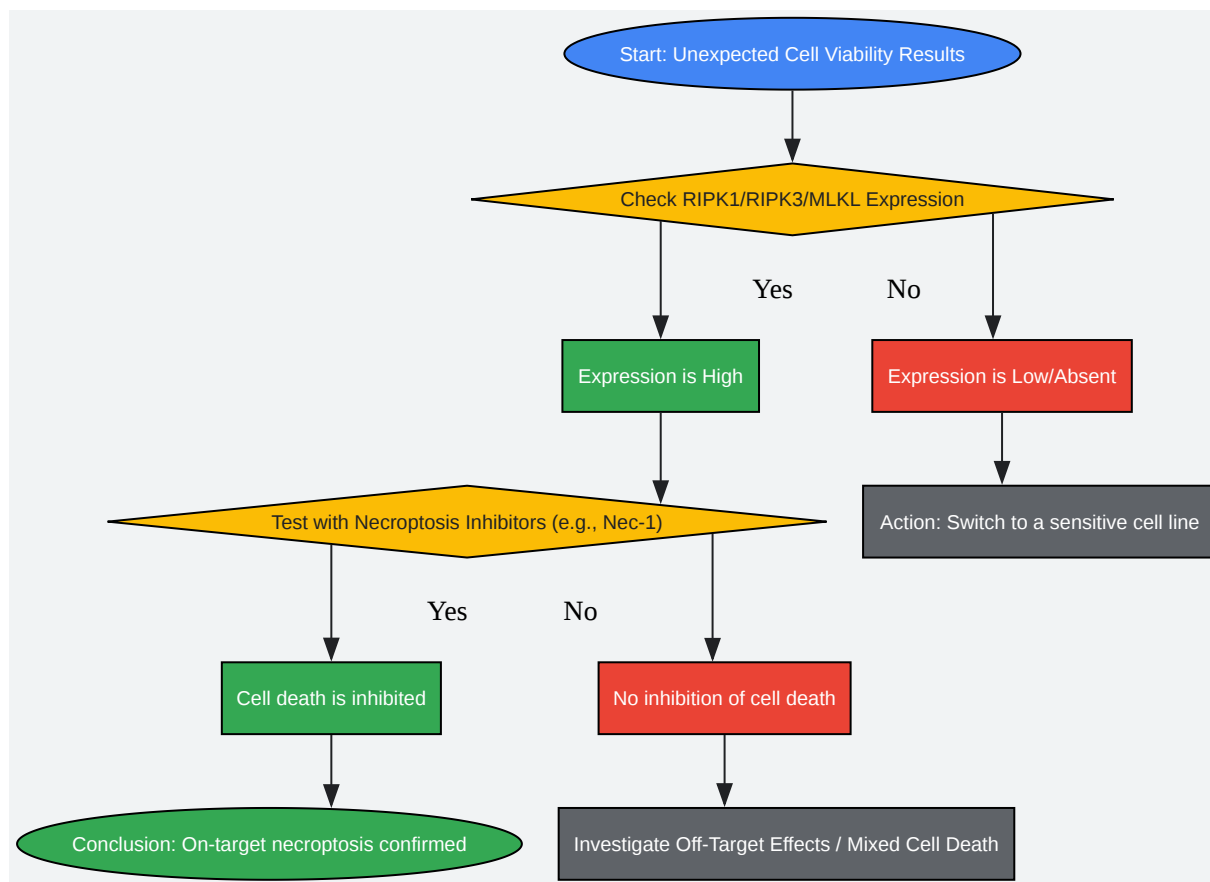 Start: Unexpected Cell Viability Results
Check RIPK1/RIPK3/MLKL Expression
Yes
No
Expression is High
Expression is Low/Absent
Test with Necroptosis Inhibitors (e.g., Nec-1)
Action: Switch to a sensitive cell line
Yes
No
Cell death is inhibited
No inhibition of cell death
Conclusion: On-target necroptosis confirmed
Investigate Off-Target Effects / Mixed Cell Death